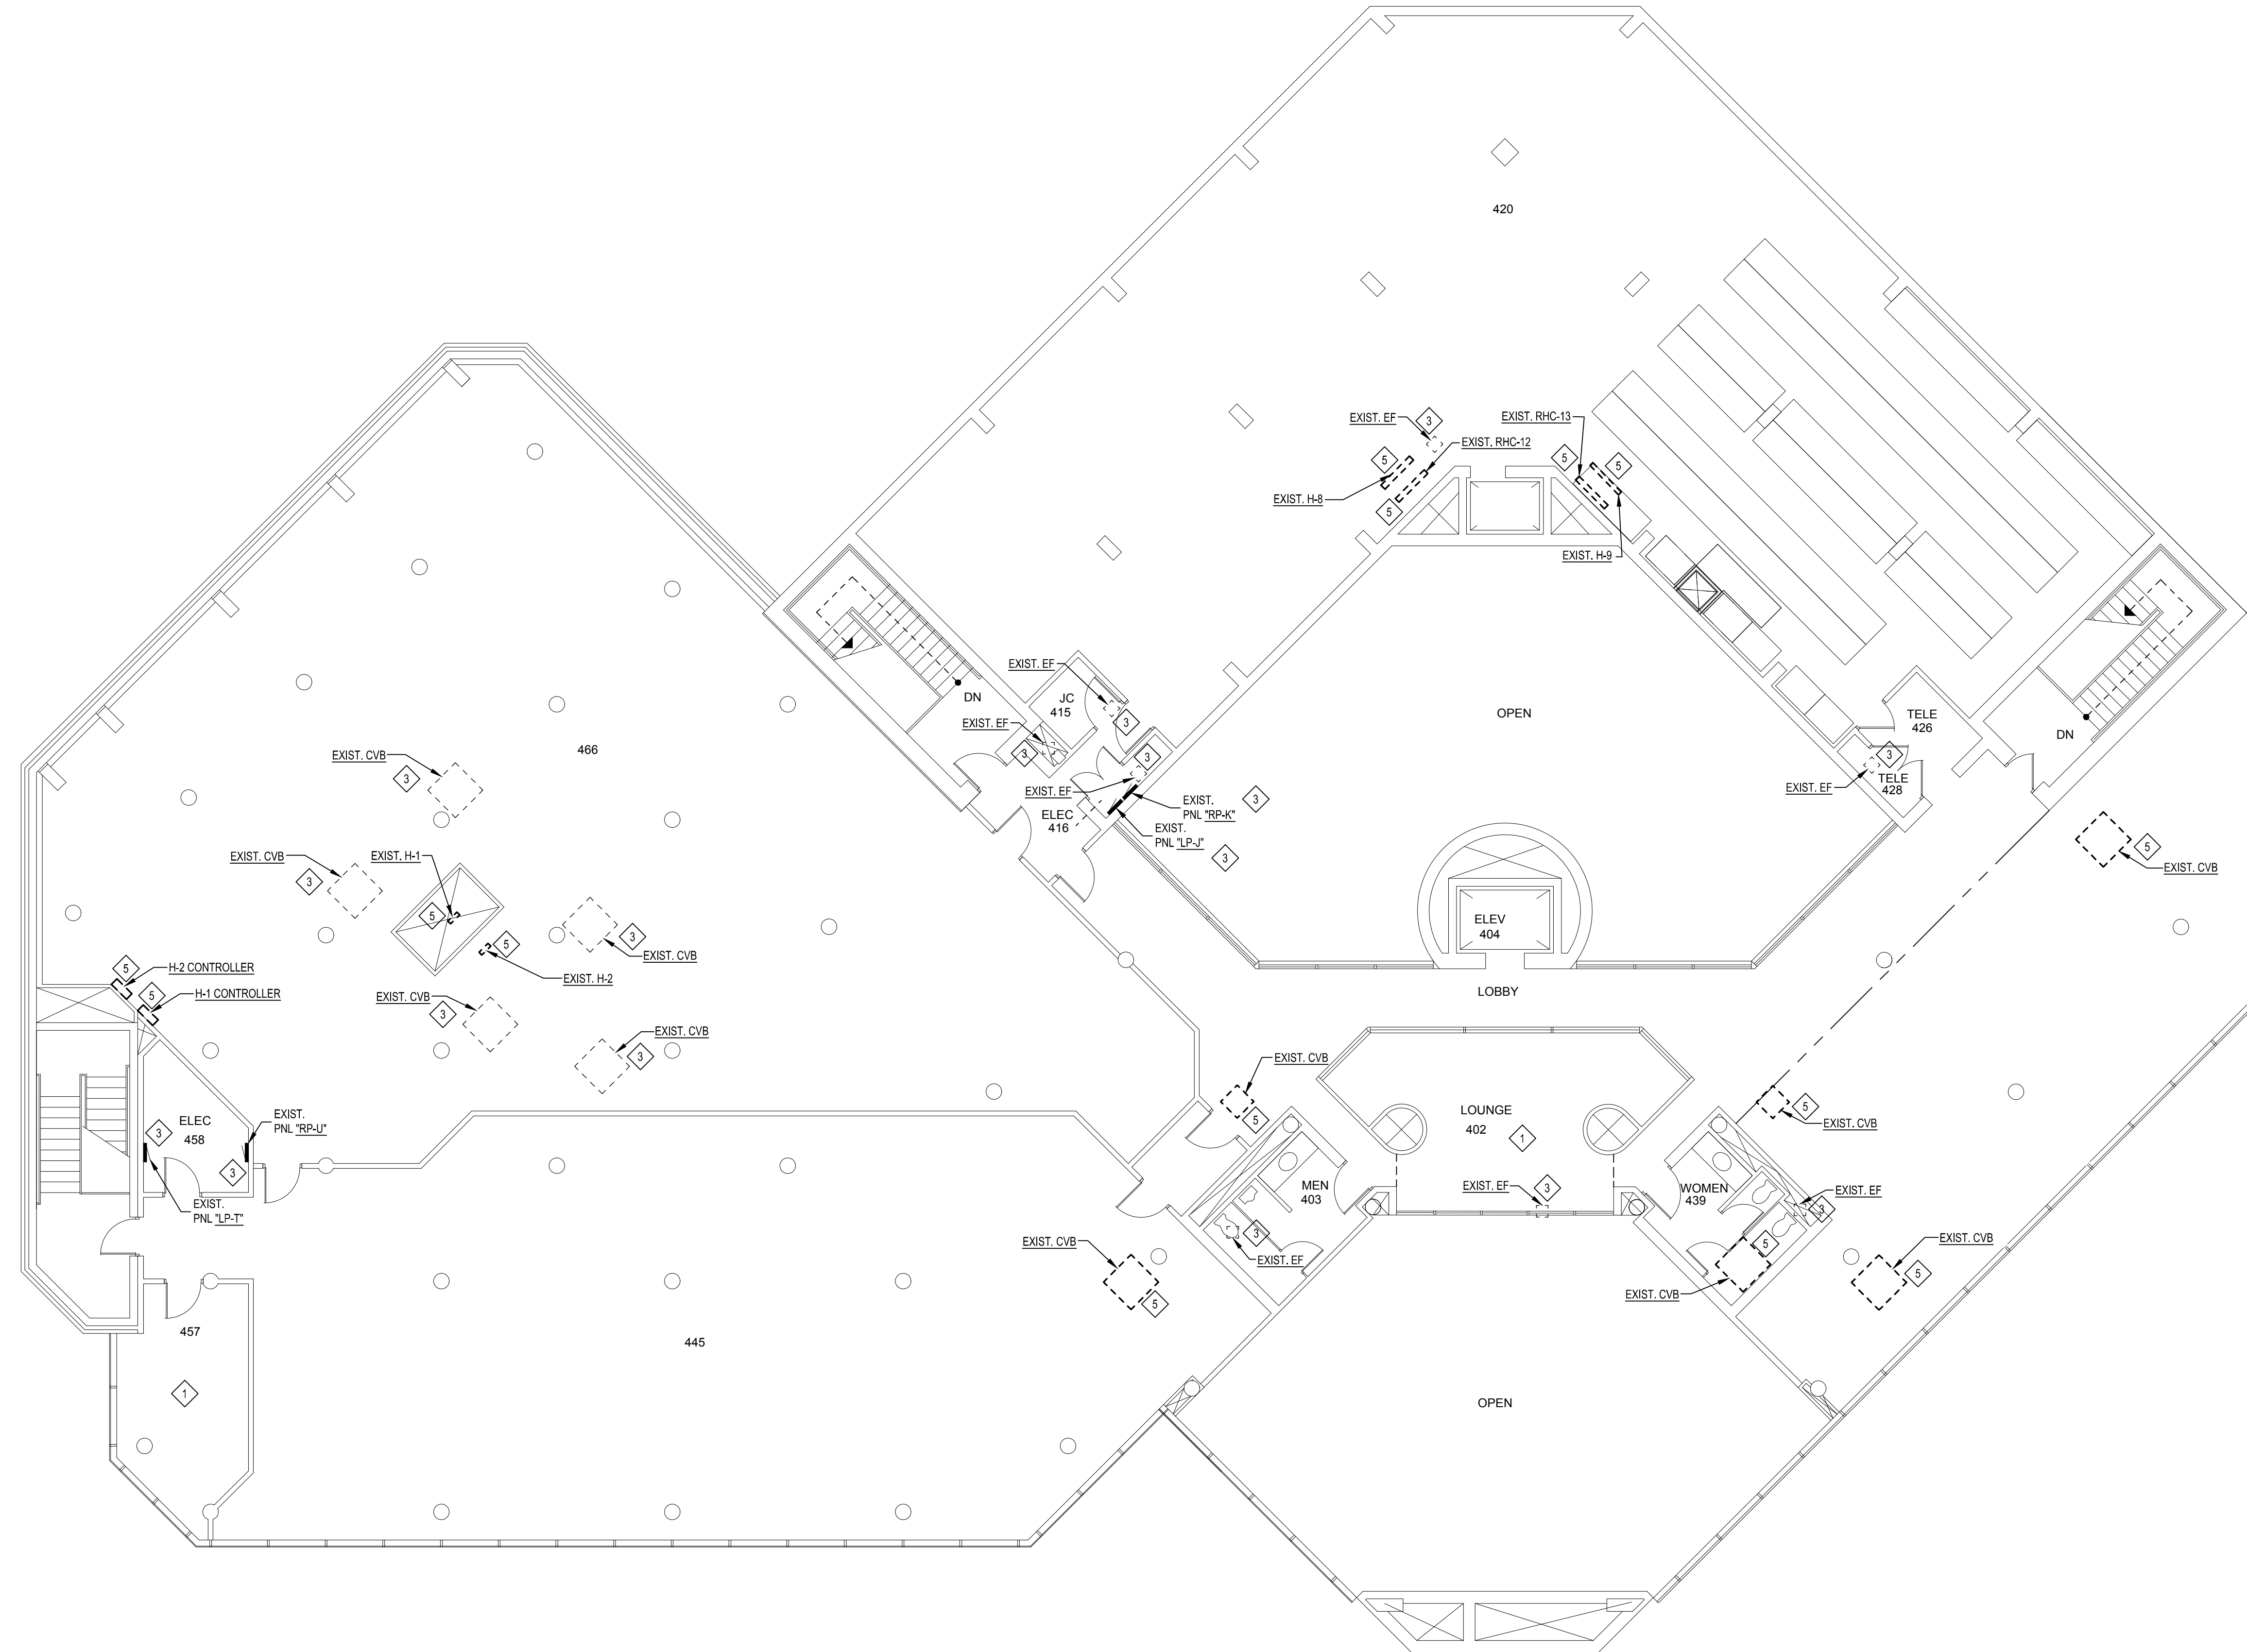 420
EXIST. EF
3
EXIST. RHC-13
EXIST. RHC-12
5
5
5
EXIST. H-8
5
EXIST. H-9
EXIST. EF
JC
415
DN
EXIST. EF
3
3
OPEN
TELE
426
DN
466
EXIST. CVB
3
3
EXIST. EF
3
TELE
428
EXIST. EF
EXIST.
PNL "RP-K"
3
ELEC
416
EXIST.
PNL "LP-J"
3
5
EXIST. CVB
EXIST. CVB
3
EXIST. H-1
5
ELEV
404
3
EXIST. CVB
5
EXIST. H-2
5
H-2 CONTROLLER
5
H-1 CONTROLLER
EXIST. CVB
3
LOBBY
EXIST. CVB
3
EXIST. CVB
5
5
EXIST. CVB
LOUNGE
402
1
EXIST.
PNL "RP-U"
ELEC
458
3
3
EXIST.
PNL "LP-T"
MEN
403
EXIST. EF
3
WOMEN
439
EXIST. EF
3
3
EXIST. EF
EXIST. CVB
5
5
EXIST. CVB
EXIST. CVB
5
457
445
1
OPEN